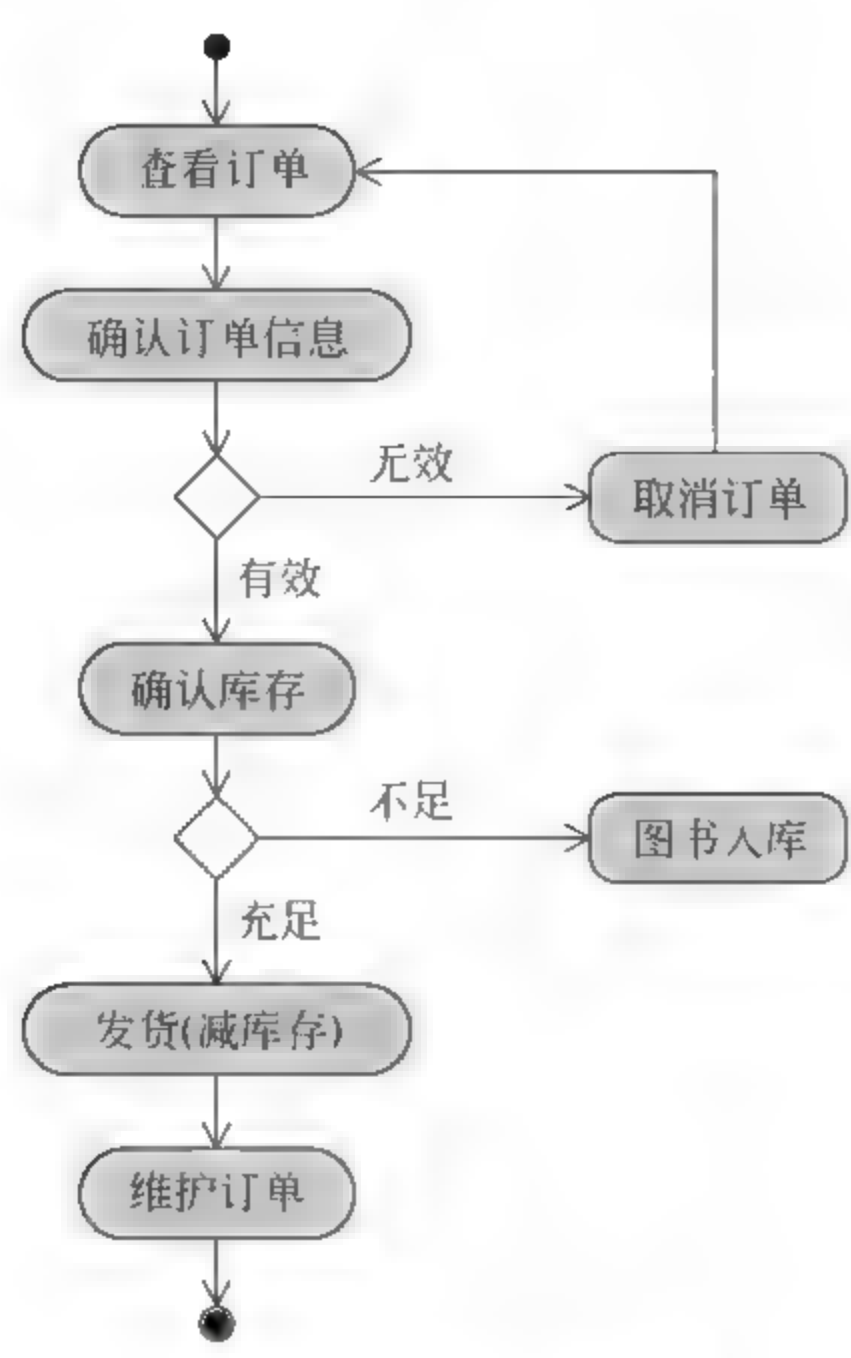 查看订单
确认订单信息
无效
取消订单
有效
确认库存
不足
图书入库
充足
发货(减库存)
维护订单